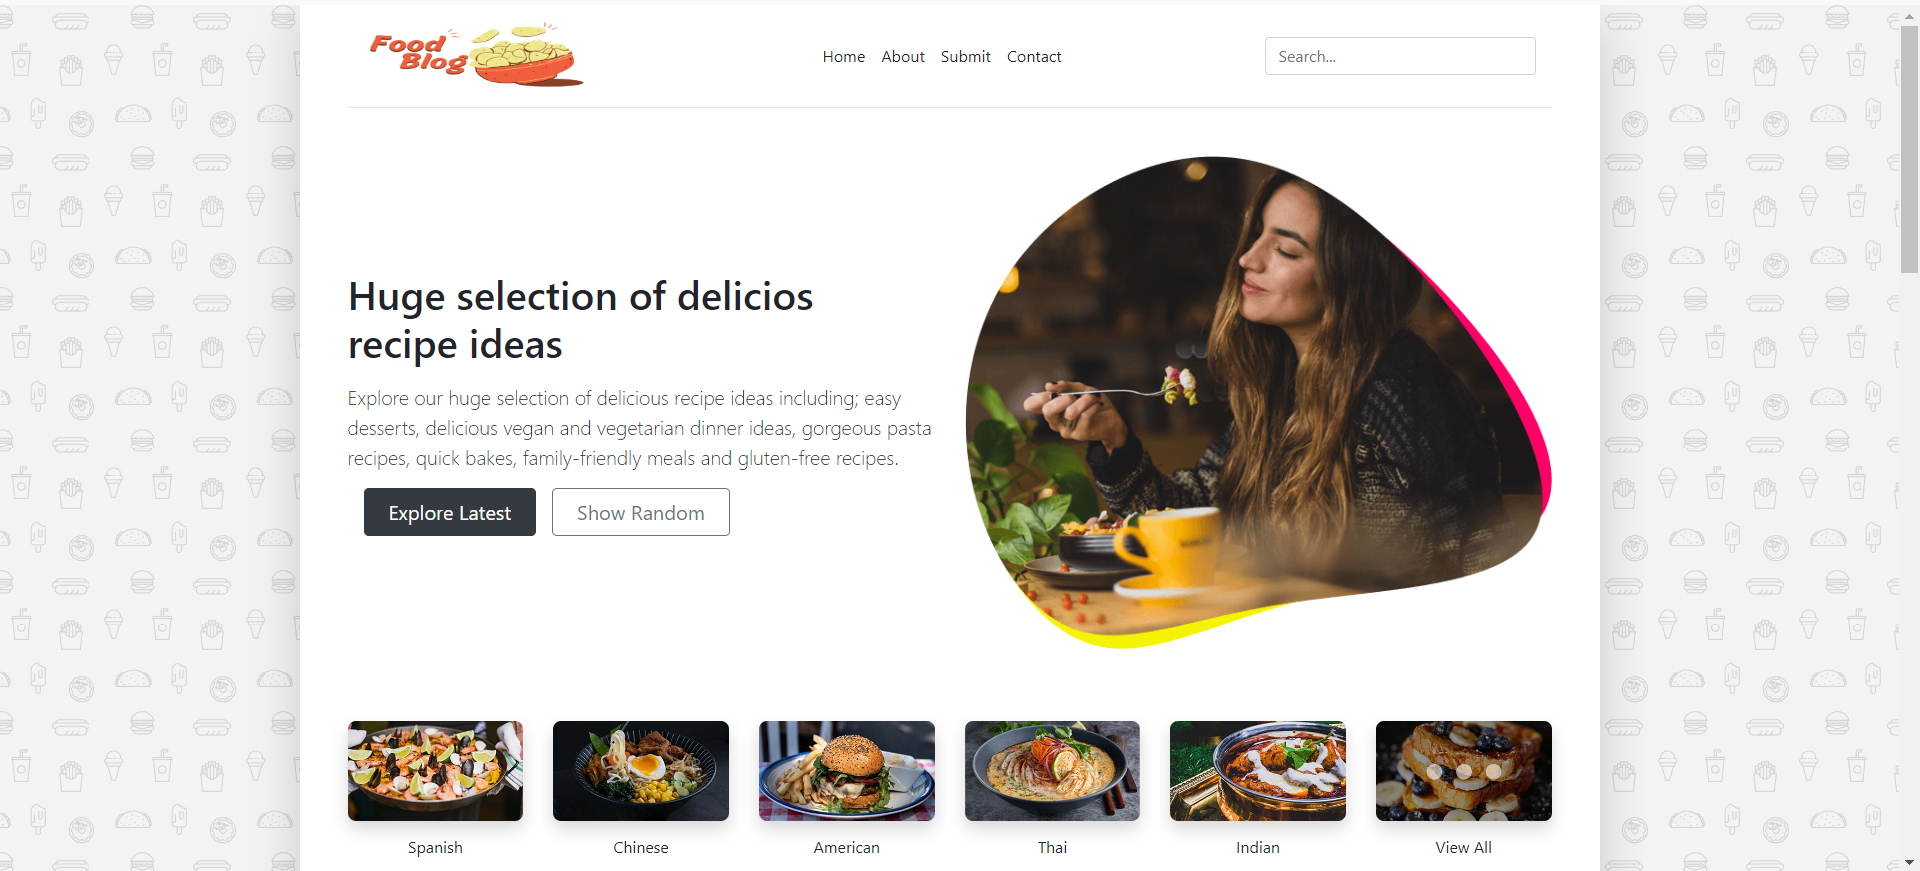 Food
Blog
Home
About
Submit
Contact
Search...
Huge selection of delicios
recipe ideas
Explore our huge selection of delicious recipe ideas including; easy
desserts, delicious vegan and vegetarian dinner ideas, gorgeous pasta
recipes, quick bakes, family-friendly meals and gluten-free recipes.
Explore Latest
Show Random
Spanish
Chinese
American
Thai
Indian
View All